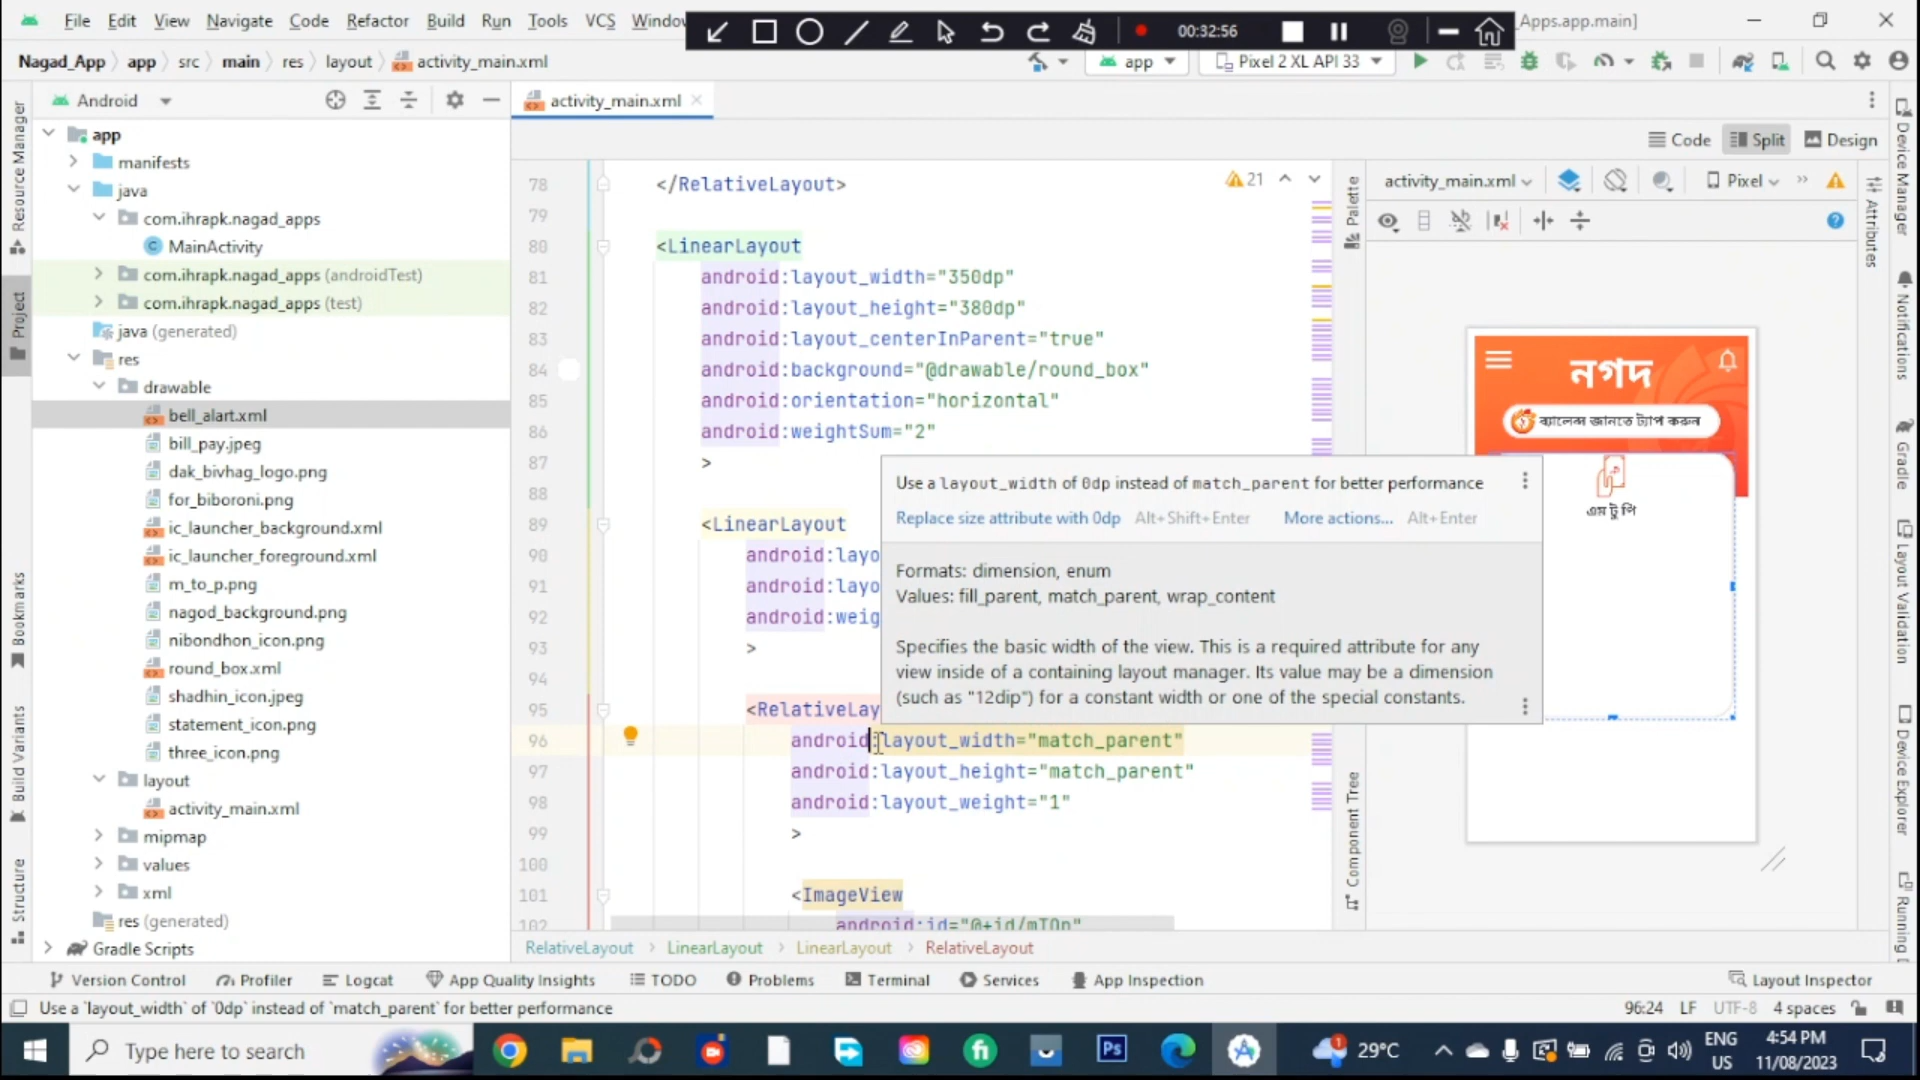 File Edit View Navigate Code Refactor Build Run Tools VCS Window
00:32:56
_Apps.app.main]
Nagad_App app src main res layout activity_main.xml
app
Pixel 2 XL API 33
Android
activity_main.xml
Code Split Design
Resource Manager
Project
Bookmarks
Build Variants
Structure
app
manifests
java
com.ihrapk.nagad_apps
MainActivity
com.ihrapk.nagad_apps (androidTest)
com.ihrapk.nagad_apps (test)
java (generated)
res
drawable
bell_alart.xml
bill_pay.jpeg
dak_bivhag_logo.png
for_biboroni.png
ic_launcher_background.xml
ic_launcher_foreground.xml
m_to_p.png
nagod_background.png
nibondhon_icon.png
round_box.xml
shadhin_icon.jpeg
statement_icon.png
three_icon.png
layout
activity_main.xml
mipmap
values
xml
res (generated)
Gradle Scripts
78 </RelativeLayout>
21
79
80 <LinearLayout
81 android:layout_width="350dp"
82 android:layout_height="380dp"
83 android:layout_centerInParent="true"
84 android:background="@drawable/round_box"
85 android:orientation="horizontal"
86 android:weightSum="2"
87 >
88
89 <LinearLayout
90 android:layo
91 android:layo
92 android:weig
93 >
94
95 <RelativeLay
96 android:layout_width="match_parent"
97 android:layout_height="match_parent"
98 android:layout_weight="1"
99 >
100
101 <ImageView
102 android:id="@+id/mTOp"
Use a layout_width of 0dp instead of match_parent for better performance
Replace size attribute with 0dp Alt+Shift+Enter More actions... Alt+Enter
Formats: dimension, enum
Values: fill_parent, match_parent, wrap_content
Specifies the basic width of the view. This is a required attribute for any
view inside of a containing layout manager. Its value may be a dimension
(such as "12dip") for a constant width or one of the special constants.
Palette
Component Tree
activity_main.xml
Pixel
নগদ
ব্যালেন্স জানতে ট্যাপ করুন
এম টু পি
Attributes
Device Manager
Notifications
Gradle
Layout Validation
Device Explorer
Running D
RelativeLayout LinearLayout LinearLayout RelativeLayout
Version Control Profiler Logcat App Quality Insights TODO Problems Terminal Services App Inspection Layout Inspector
Use a `layout_width` of `0dp` instead of `match_parent` for better performance
96:24 LF UTF-8 4 spaces
Type here to search
fi
Ps
1
29°C
ENG
US
4:54 PM
11/08/2023